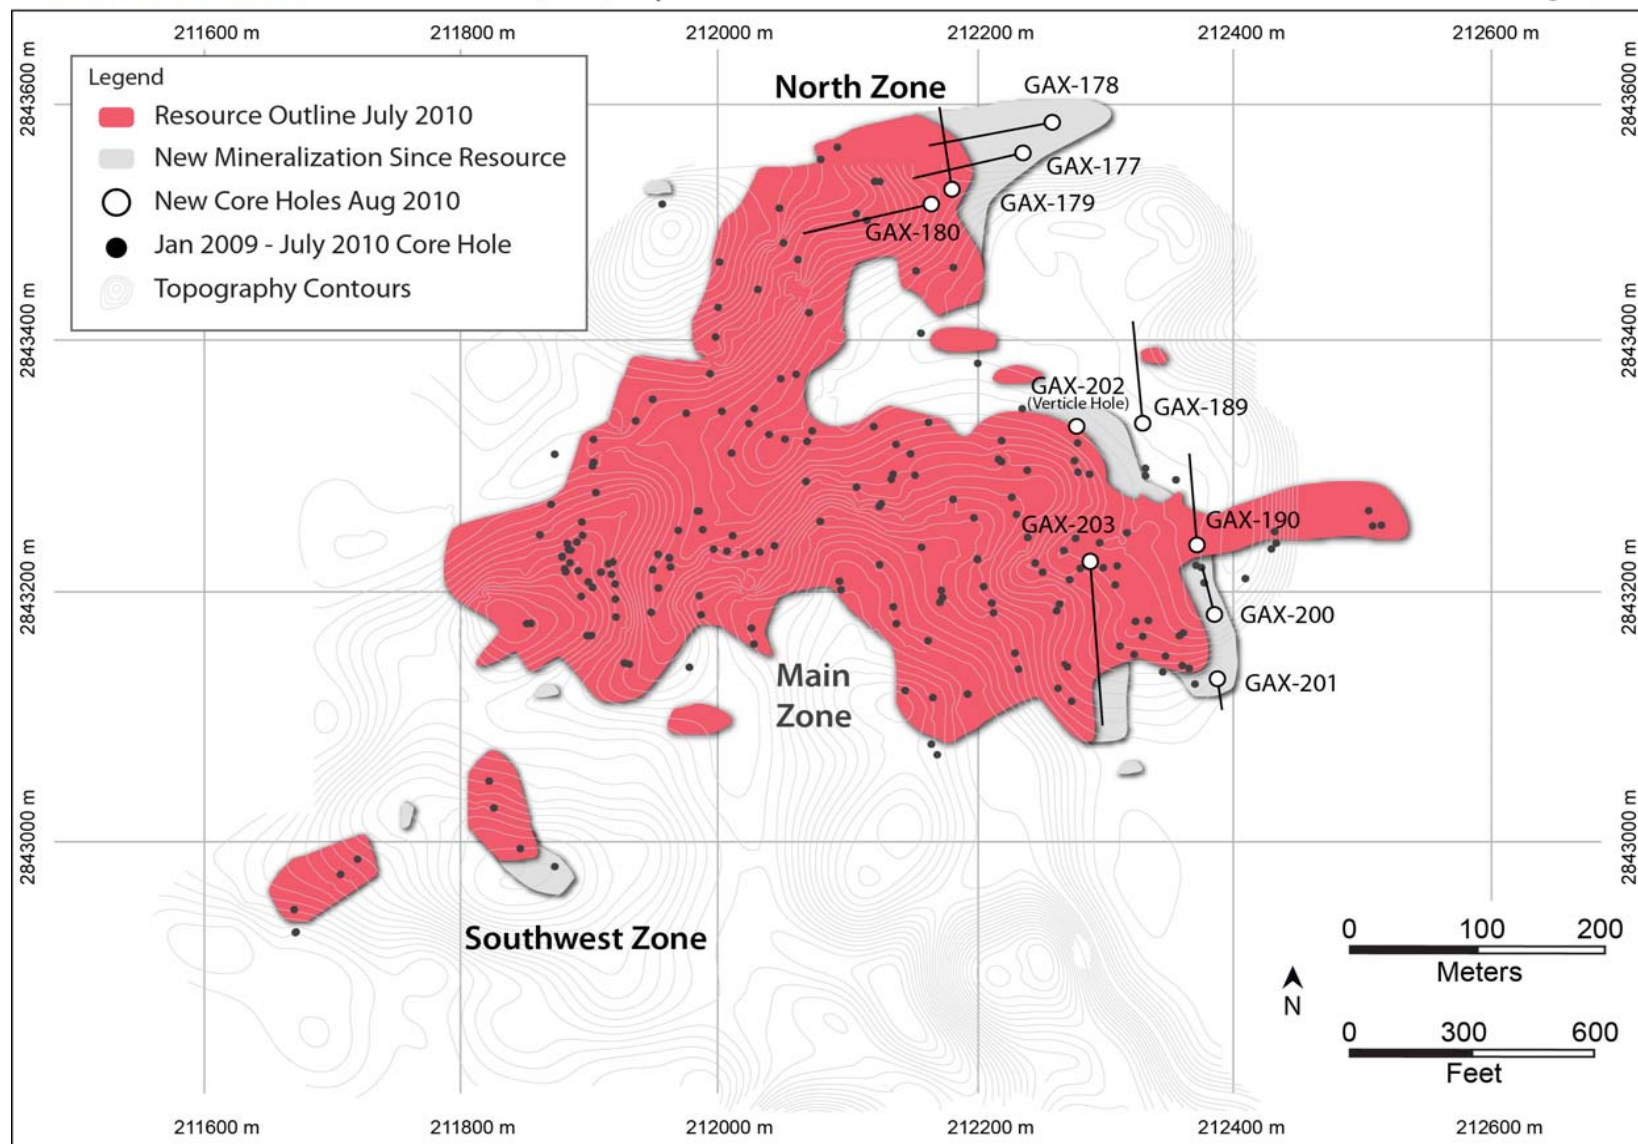 211600 m
211800 m
212000 m
212200 m
212400 m
212600 m
2843600 m
2843600 m
Legend
Resource Outline July 2010
New Mineralization Since Resource
New Core Holes Aug 2010
Jan 2009 - July 2010 Core Hole
Topography Contours
North Zone
GAX-178
GAX-177
GAX-179
GAX-180
2843400 m
2843400 m
GAX-202
(Verticle Hole)
GAX-189
GAX-203
GAX-190
2843200 m
2843200 m
GAX-200
Main
Zone
GAX-201
2843000 m
2843000 m
Southwest Zone
0 100 200
Meters
N
0 300 600
Feet
211600 m
211800 m
212000 m
212200 m
212400 m
212600 m